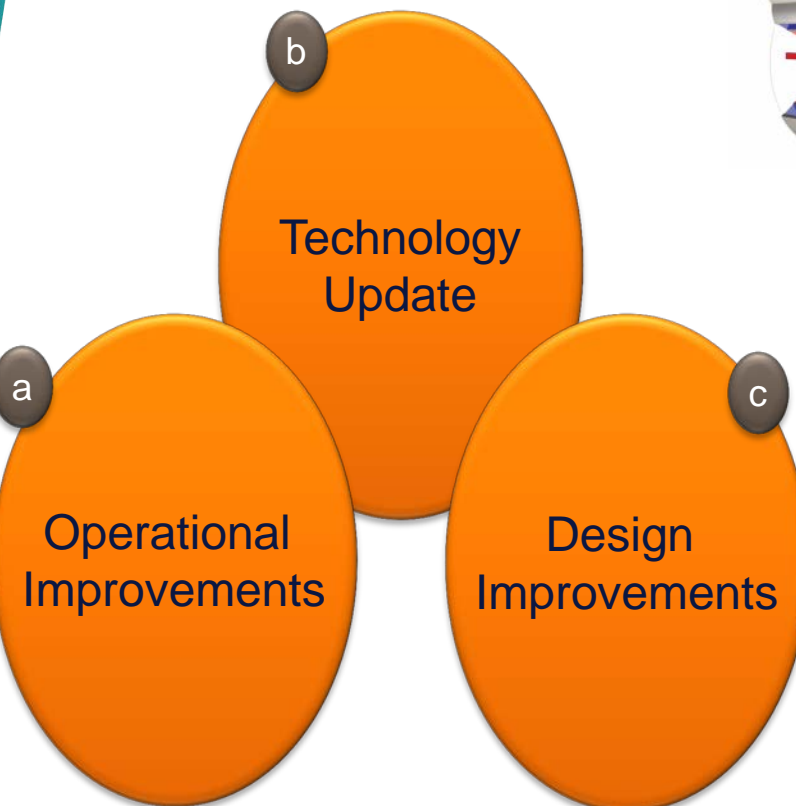 b
Technology
Update
a
Operational
Improvements
c
Design
Improvements